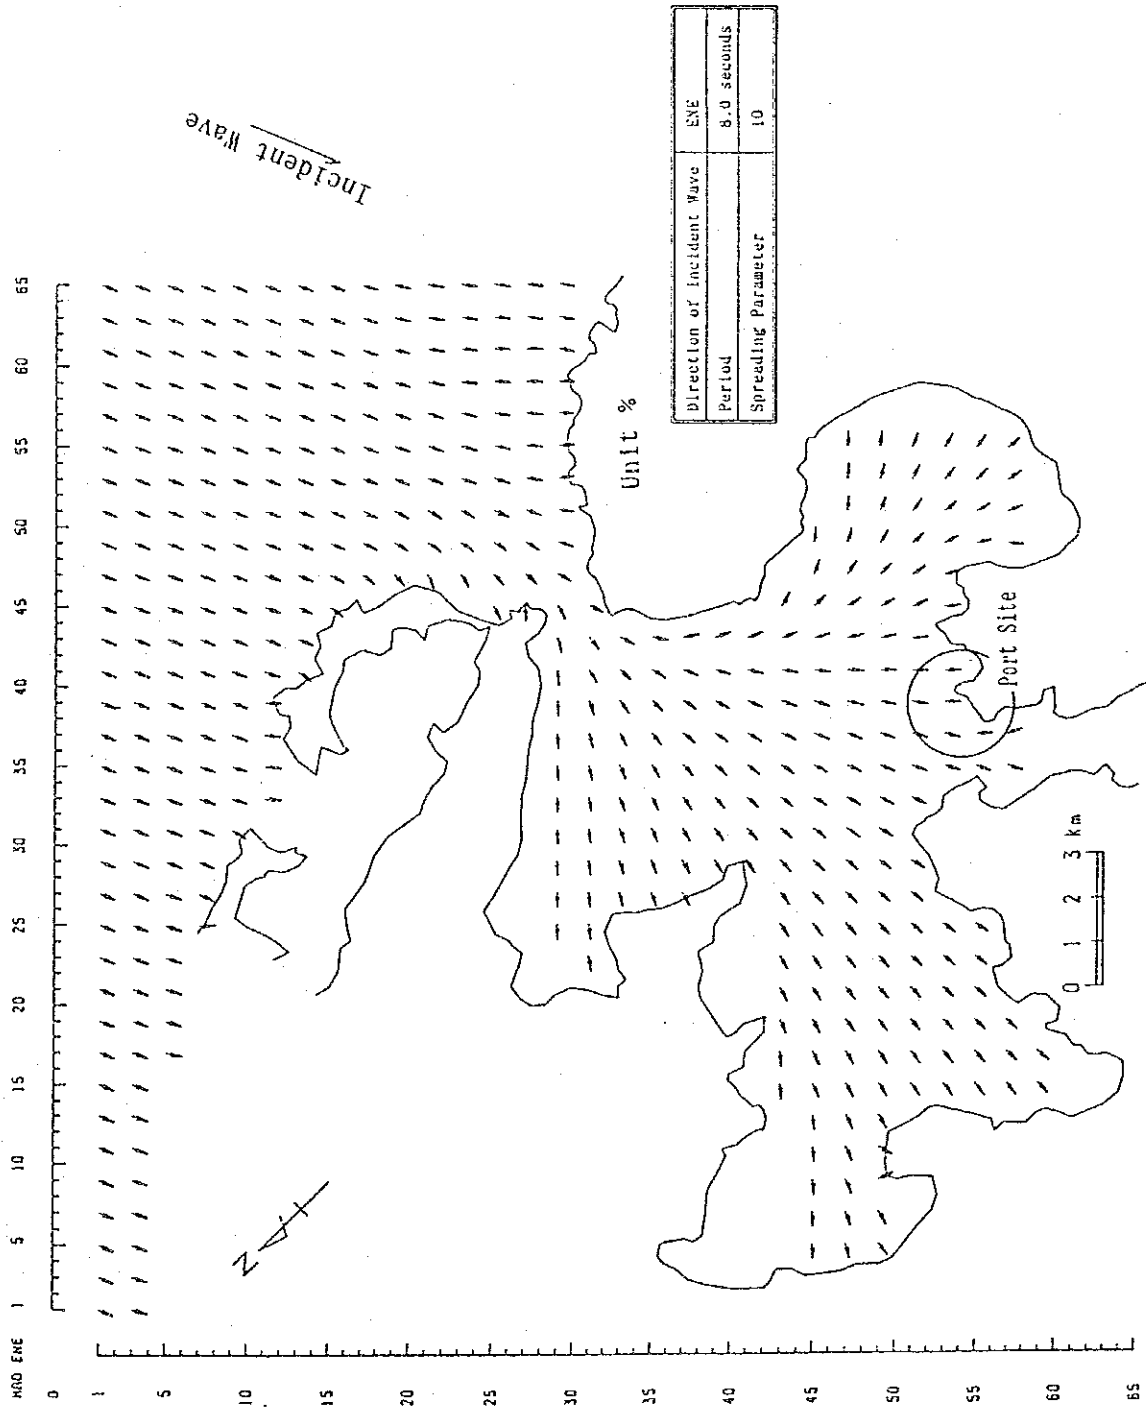 HRD ENE
1 5 10 15 20 25 30 35 40 45 50 55 60 65
0
1
5
10
15
20
25
30
35
40
45
50
55
60
65
Incident Wave
N
Unit %
Direction of Incident Wave ENE
Period 8.0 seconds
Spreading Parameter 10
Port Site
0 1 2 3 km